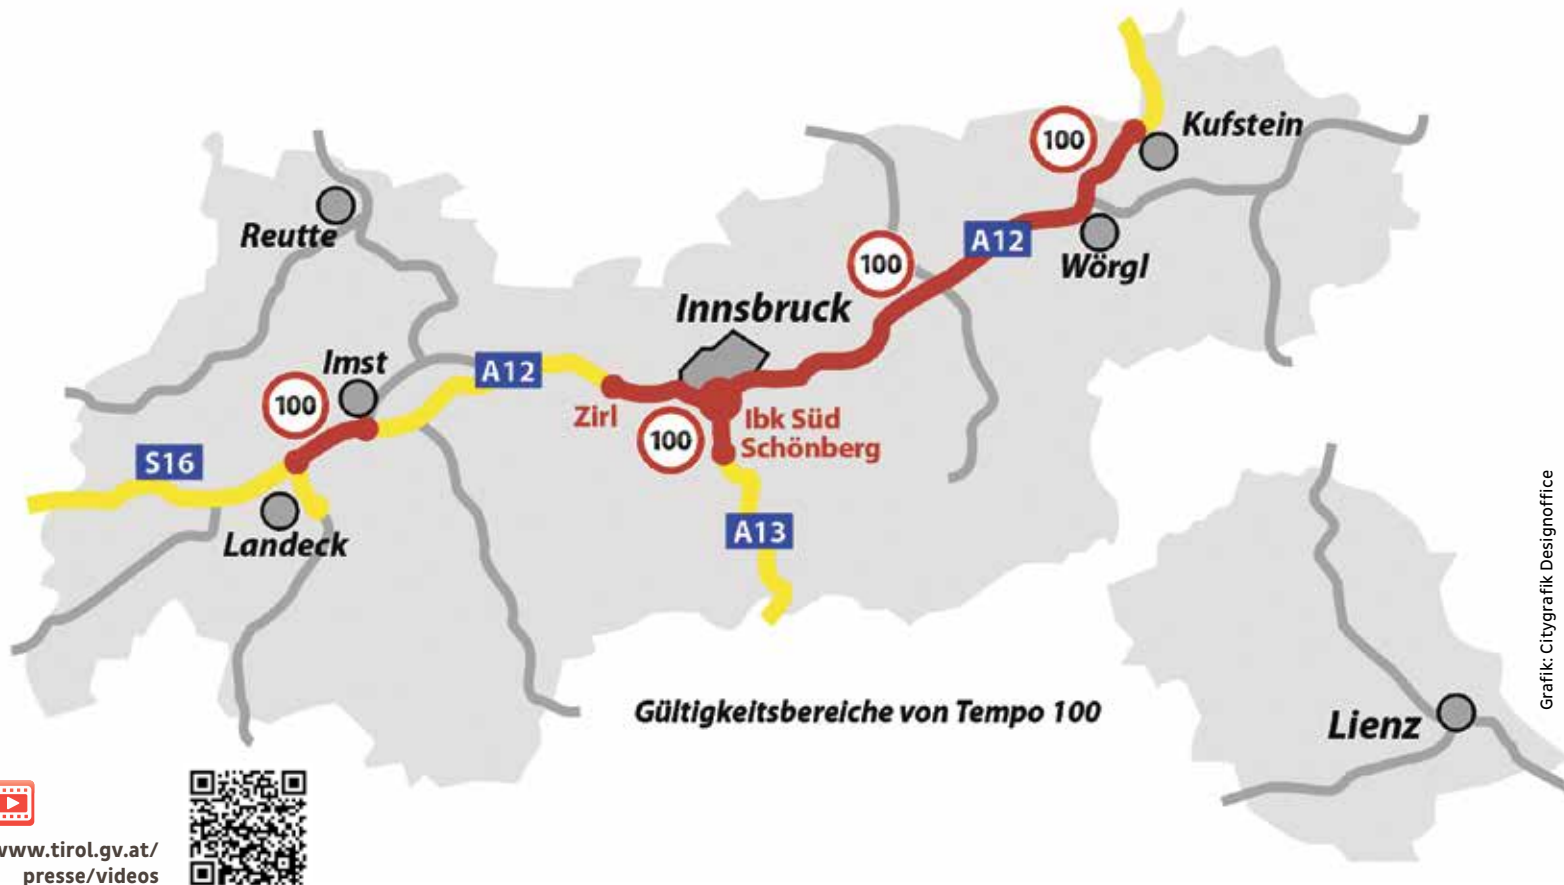 100
Kufstein
Reutte
100
A12
Wörgl
Innsbruck
Imst
A12
100
Zirl
Ibk Süd
Schönberg
100
S16
Landeck
A13
Gültigkeitsbereiche von Tempo 100
Lienz
Grafik: Citygrafik Designoffice
www.tirol.gv.at/
presse/videos